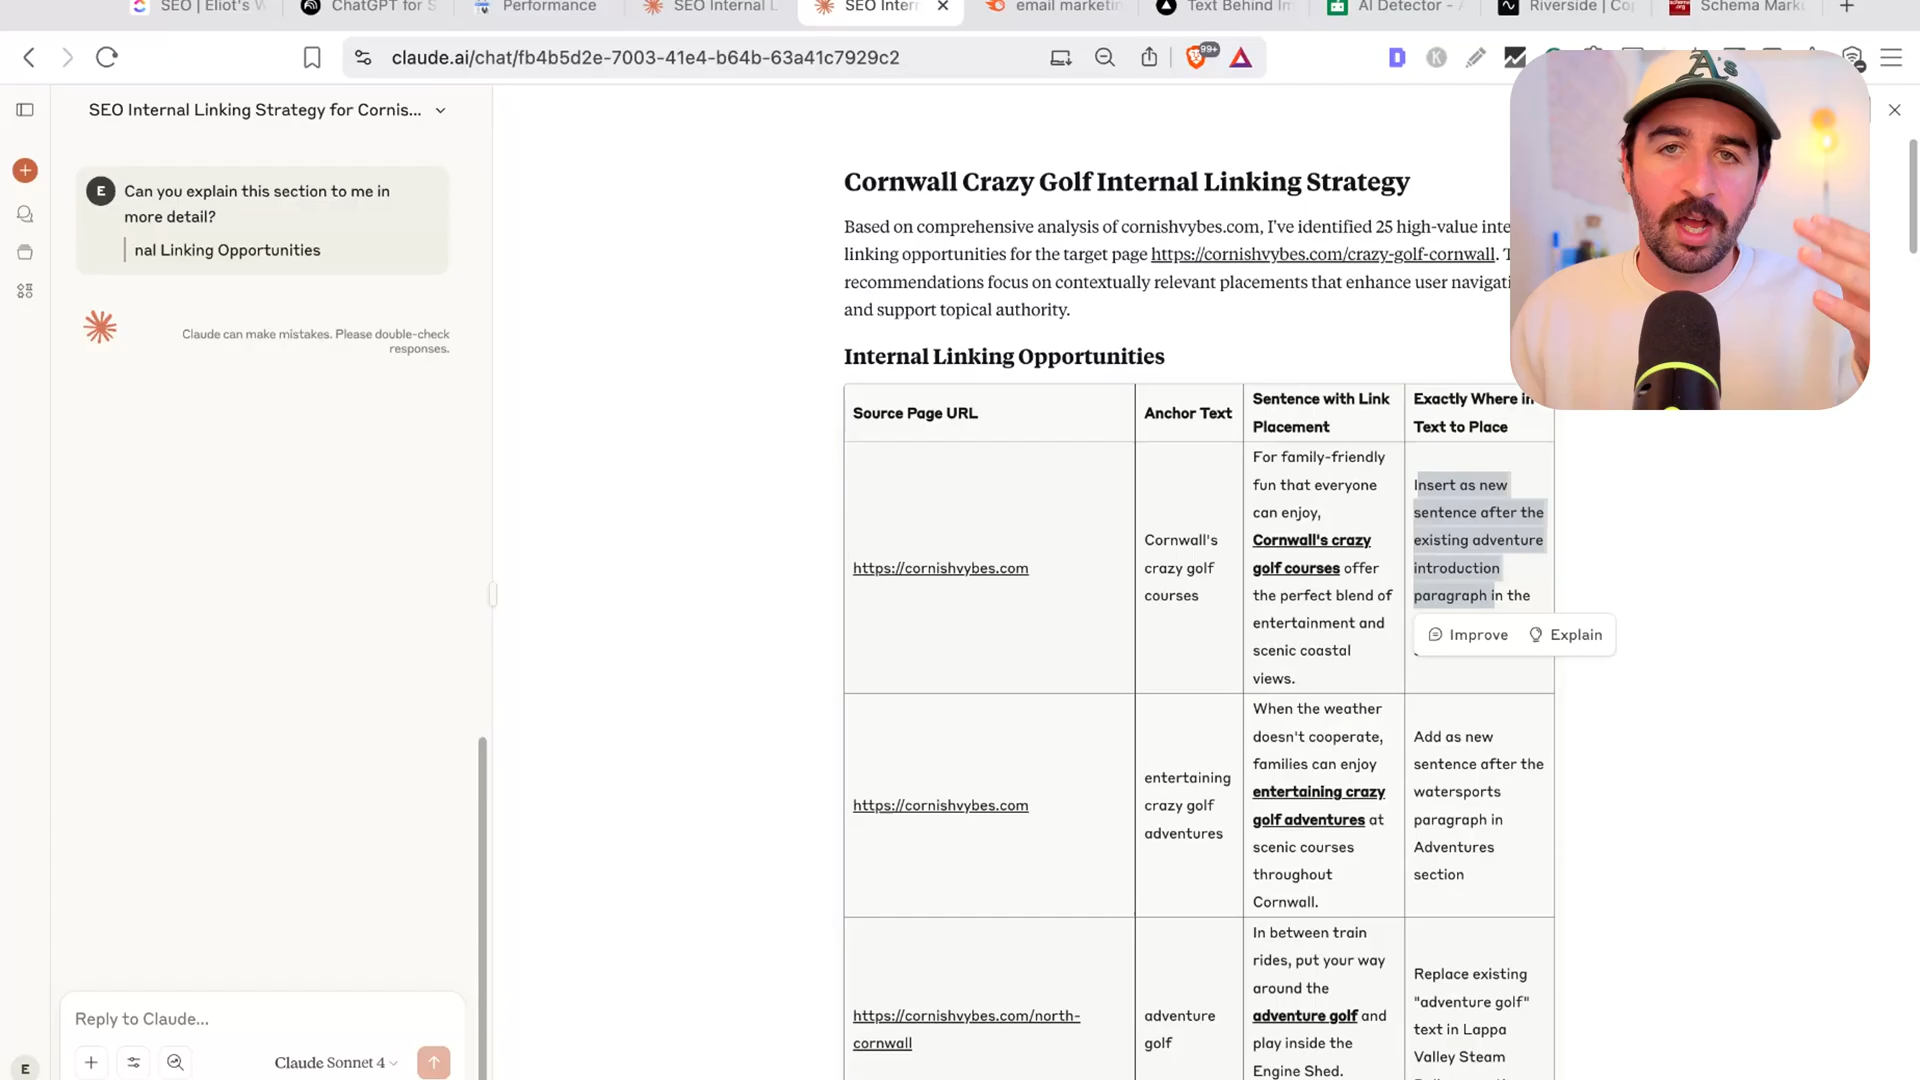 SEO | Eliot's W
ChatGPT for S
Performance
SEO Internal L
SEO Inter
email marketin
Text Behind Im
AI Detector - A
Riverside | Cop
Schema Marku
claude.ai/chat/fb4b5d2e-7003-41e4-b64b-63a41c7929c2
99+
SEO Internal Linking Strategy for Cornis...
E
Can you explain this section to me in
more detail?
nal Linking Opportunities
Claude can make mistakes. Please double-check
responses.
Reply to Claude...
Claude Sonnet 4
E
A's
Cornwall Crazy Golf Internal Linking Strategy
Based on comprehensive analysis of cornishvybes.com, I've identified 25 high-value inte
linking opportunities for the target page https://cornishvybes.com/crazy-golf-cornwall. T
recommendations focus on contextually relevant placements that enhance user navigati
and support topical authority.
Internal Linking Opportunities
Source Page URL
Anchor Text
Sentence with Link
Placement
Exactly Where in
Text to Place
https://cornishvybes.com
Cornwall's
crazy golf
courses
For family-friendly
fun that everyone
can enjoy,
Cornwall's crazy
golf courses offer
the perfect blend of
entertainment and
scenic coastal
views.
Insert as new
sentence after the
existing adventure
introduction
paragraph in the
Improve
Explain
https://cornishvybes.com
entertaining
crazy golf
adventures
When the weather
doesn't cooperate,
families can enjoy
entertaining crazy
golf adventures at
scenic courses
throughout
Cornwall.
Add as new
sentence after the
watersports
paragraph in
Adventures
section
https://cornishvybes.com/north-
cornwall
adventure
golf
In between train
rides, put your way
around the
adventure golf and
play inside the
Engine Shed.
Replace existing
"adventure golf"
text in Lappa
Valley Steam